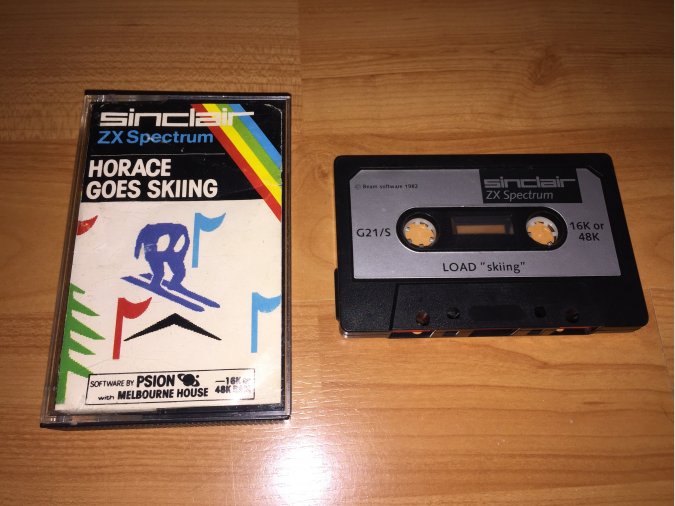 sinclair
ZX Spectrum
HORACE
GOES SKIING
SOFTWARE BY PSION
with MELBOURNE HOUSE
—16K or
48K RAM
© Beam software 1982
sinclair
ZX Spectrum
G21/S
16K or
48K
LOAD "skiing"